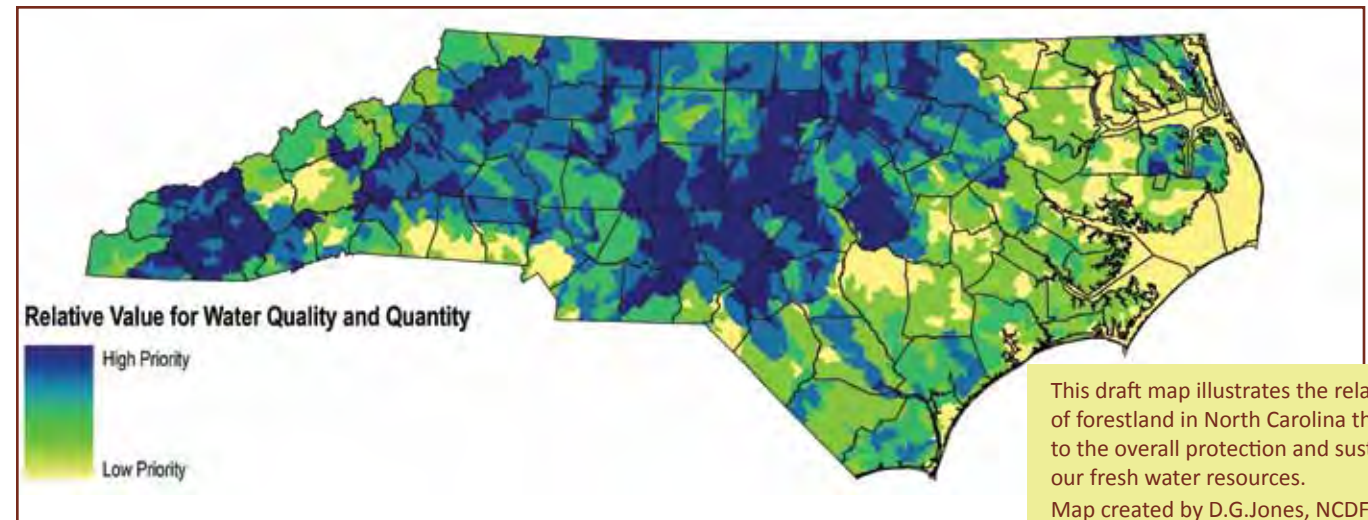 Relative Value for Water Quality and Quantity
High Priority
Low Priority
This draft map illustrates the rela
of forestland in North Carolina th
to the overall protection and sust
our fresh water resources.
Map created by D.G.Jones, NCDF